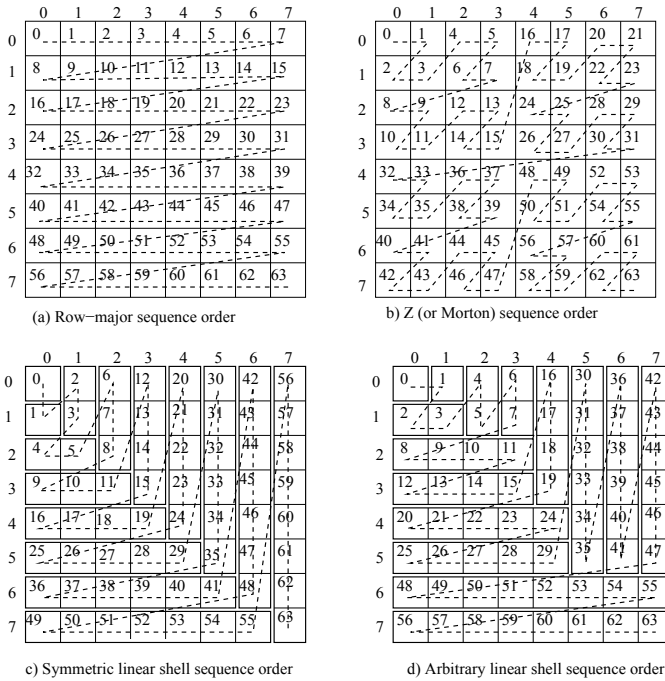 0 1 2 3 4 5 6 7
0 0 1 2 3 4 5 6 7
1 8 9 10 11 12 13 14 15
2 16 17 18 19 20 21 22 23
3 24 25 26 27 28 29 30 31
4 32 33 34 35 36 37 38 39
5 40 41 42 43 44 45 46 47
6 48 49 50 51 52 53 54 55
7 56 57 58 59 60 61 62 63
(a) Row−major sequence order
0 1 2 3 4 5 6 7
0 0 1 4 5 16 17 20 21
1 2 3 6 7 18 19 22 23
2 8 9 12 13 24 25 28 29
3 10 11 14 15 26 27 30 31
4 32 33 36 37 48 49 52 53
5 34 35 38 39 50 51 54 55
6 40 41 44 45 56 57 60 61
7 42 43 46 47 58 59 62 63
b) Z (or Morton) sequence order
0 1 2 3 4 5 6 7
0 0 2 6 12 20 30 42 56
1 1 3 7 13 21 31 43 57
2 4 5 8 14 22 32 44 58
3 9 10 11 15 23 33 45 59
4 16 17 18 19 24 34 46 60
5 25 26 27 28 29 35 47 61
6 36 37 38 39 40 41 48 62
7 49 50 51 52 53 54 55 63
c) Symmetric linear shell sequence order
0 1 2 3 4 5 6 7
0 0 1 4 6 16 30 36 42
1 2 3 5 7 17 31 37 43
2 8 9 10 11 18 32 38 44
3 12 13 14 15 19 33 39 45
4 20 21 22 23 24 34 40 46
5 25 26 27 28 29 35 41 47
6 48 49 50 51 52 53 54 55
7 56 57 58 59 60 61 62 63
d) Arbitrary linear shell sequence order